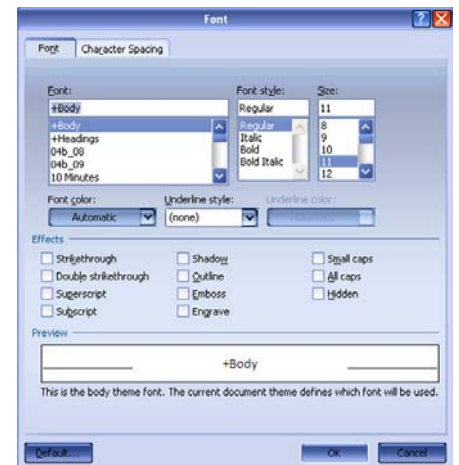 Font
Font Character Spacing
Font: Font style: Size:
+Body Regular 11
+Body Regular 8
+Headings Italic 9
04b_08 Bold 10
04b_09 Bold Italic 11
10 Minutes 12
Font color: Underline style: Underline color:
Automatic (none)
Effects
Strikethrough Shadow Small caps
Double strikethrough Outline All caps
Superscript Emboss Hidden
Subscript Engrave
Preview
+Body
This is the body theme font. The current document theme defines which font will be used.
Default... OK Cancel